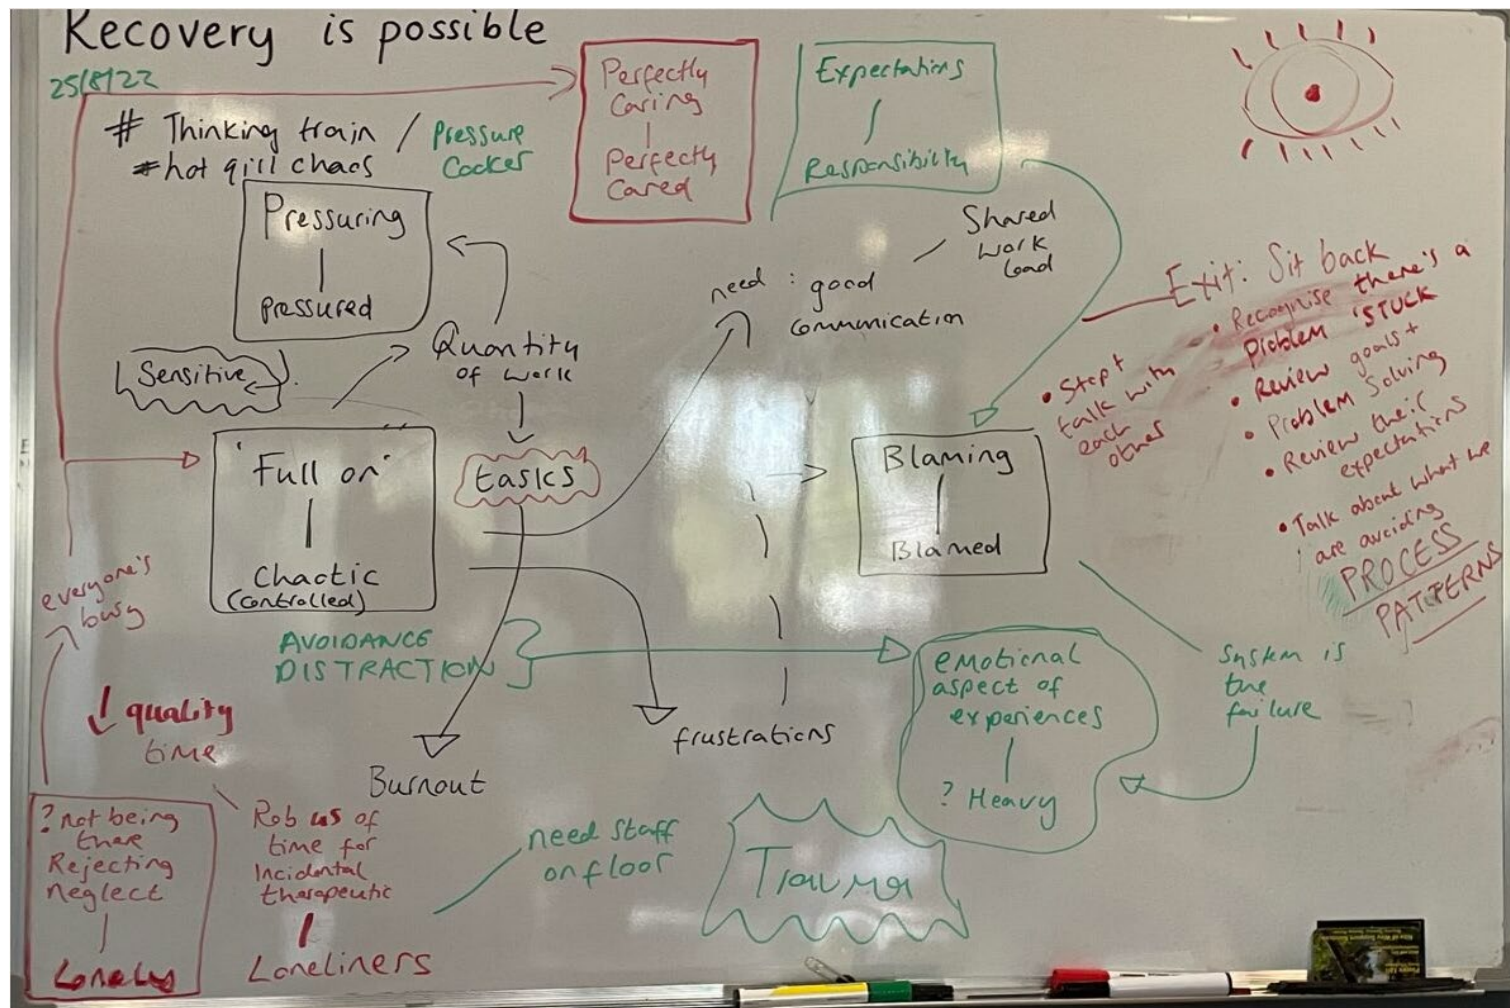 Recovery is possible
25/8/22
# Thinking train / Pressure
Cocker
#hot grill chaos
Perfectly
Caring
Perfectly
Cared
Expectations
Responsibility
Pressuring
Pressured
Shared
work
load
need : good
communication
Quantity
of work
Sensitive
tasks
'Full on'
Chaotic
(controlled)
Blaming
Blamed
Exit: Sit back
• Recognise there's a
problem 'STUCK
• Review goals +
• Problem Solving
• Review their
expectations
• Talk about what we
are avoiding
PROCESS
PATTERNS
• Stop +
talk with
each
other
everyone's
busy
AVOIDANCE
DISTRACTION
emotional
aspect of
experiences
? Heavy
System is
the
failure
↓ quality
time
frustrations
Burnout
? not being
there
Rejecting
neglect
Rob us of
time for
Incidental
therapeutic
Loneliners
need staff
on floor
Trauma